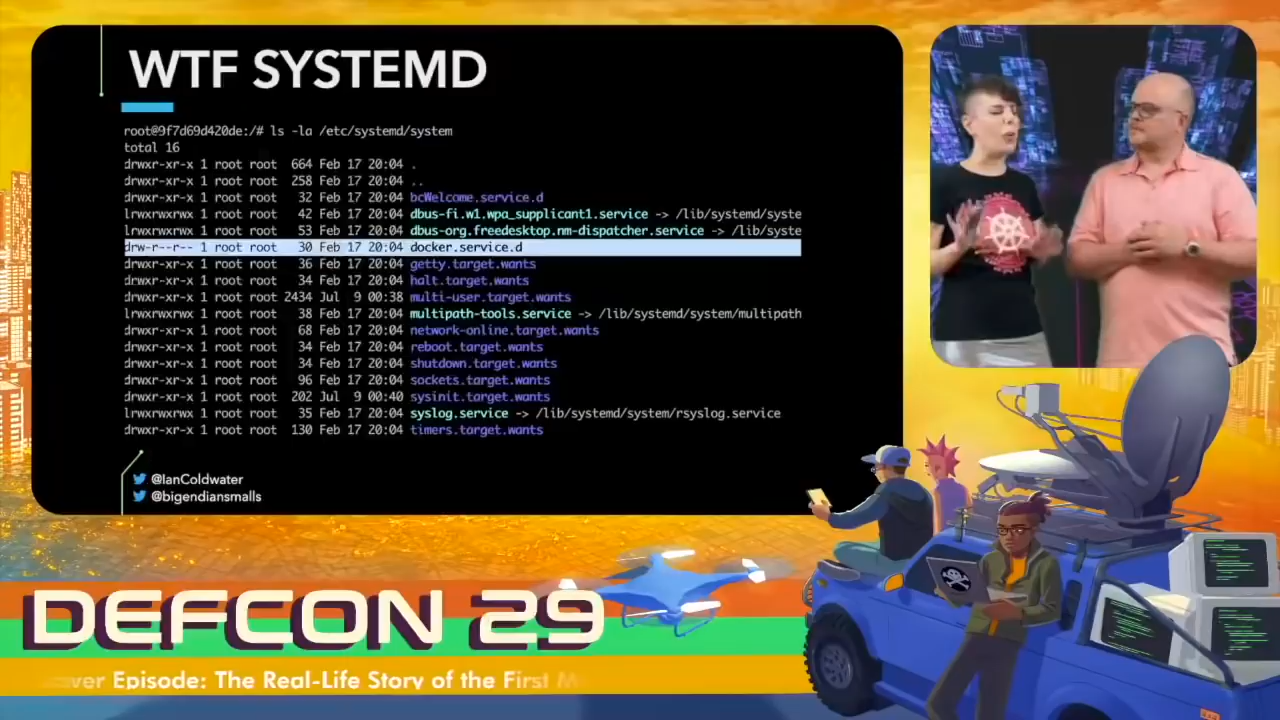 WTF SYSTEMD
root@9f7d69d420de:/# ls -la /etc/systemd/system
total 16
drwxr-xr-x 1 root root 664 Feb 17 20:04 .
drwxr-xr-x 1 root root 258 Feb 17 20:04 ..
drwxr-xr-x 1 root root 32 Feb 17 20:04 bcWelcome.service.d
lrwxrwxrwx 1 root root 42 Feb 17 20:04 dbus-fi.w1.wpa_supplicant1.service -> /lib/systemd/syste
lrwxrwxrwx 1 root root 53 Feb 17 20:04 dbus-org.freedesktop.nm-dispatcher.service -> /lib/syste
drw-r--r-- 1 root root 30 Feb 17 20:04 docker.service.d
drwxr-xr-x 1 root root 36 Feb 17 20:04 getty.target.wants
drwxr-xr-x 1 root root 34 Feb 17 20:04 halt.target.wants
drwxr-xr-x 1 root root 2434 Jul 9 00:38 multi-user.target.wants
lrwxrwxrwx 1 root root 38 Feb 17 20:04 multipath-tools.service -> /lib/systemd/system/multipath
drwxr-xr-x 1 root root 68 Feb 17 20:04 network-online.target.wants
drwxr-xr-x 1 root root 34 Feb 17 20:04 reboot.target.wants
drwxr-xr-x 1 root root 34 Feb 17 20:04 shutdown.target.wants
drwxr-xr-x 1 root root 96 Feb 17 20:04 sockets.target.wants
drwxr-xr-x 1 root root 202 Jul 9 00:40 sysinit.target.wants
lrwxrwxrwx 1 root root 35 Feb 17 20:04 syslog.service -> /lib/systemd/system/rsyslog.service
drwxr-xr-x 1 root root 130 Feb 17 20:04 timers.target.wants
@IanColdwater
@bigendiansmalls
DEFCON 29
Episode: The Real-Life Story of the First